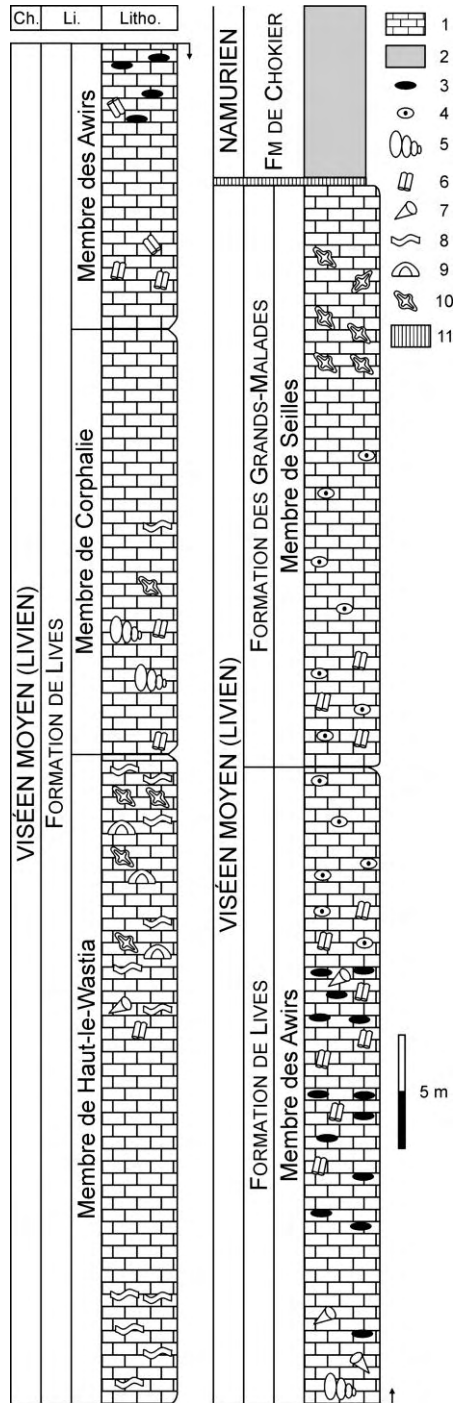 Ch.
Li.
Litho.
VISÉEN MOYEN (LIVIEN)
FORMATION DE LIVES
Membre des Awirs
Membre de Corphalie
Membre de Haut-le-Wastia
NAMURIEN
FM DE CHOKIER
VISÉEN MOYEN (LIVIEN)
FORMATION DES GRANDS-MALADES
Membre de Seilles
FORMATION DE LIVES
Membre des Awirs
1
2
3
4
5
6
7
8
9
10
11
5 m